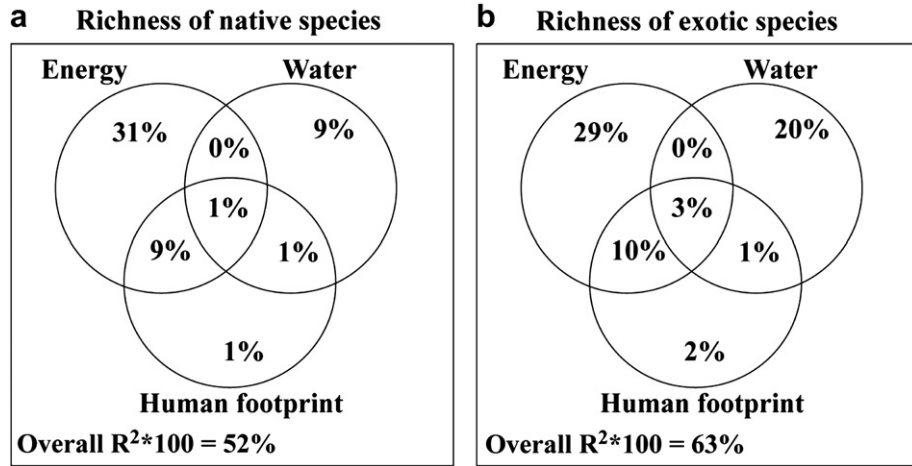 a Richness of native species
Energy
Water
31%
0%
9%
1%
9%
1%
1%
Human footprint
Overall R²*100 = 52%
b Richness of exotic species
Energy
Water
29%
0%
20%
3%
10%
1%
2%
Human footprint
Overall R²*100 = 63%